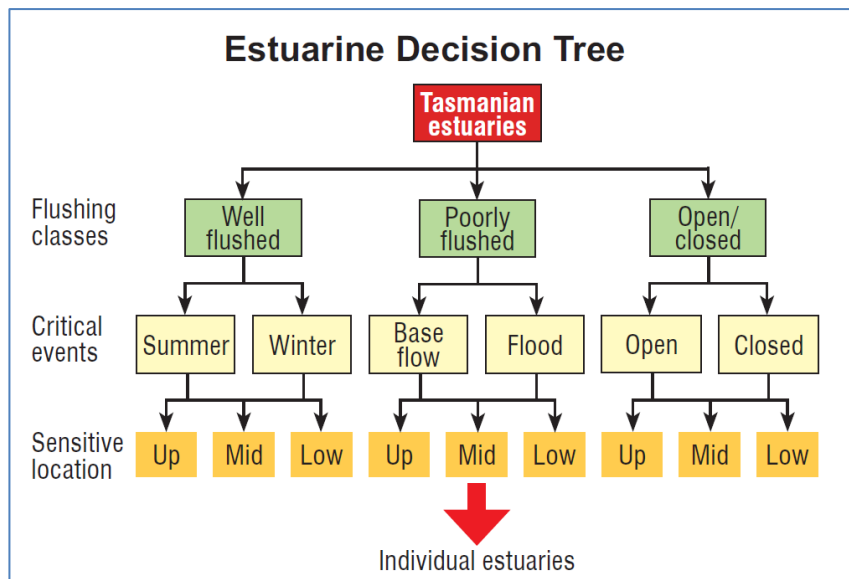 Estuarine Decision Tree
Tasmanian
estuaries
Flushing
classes
Well
flushed
Poorly
flushed
Open/
closed
Critical
events
Summer
Winter
Base
flow
Flood
Open
Closed
Sensitive
location
Up
Mid
Low
Up
Mid
Low
Up
Mid
Low
Individual estuaries